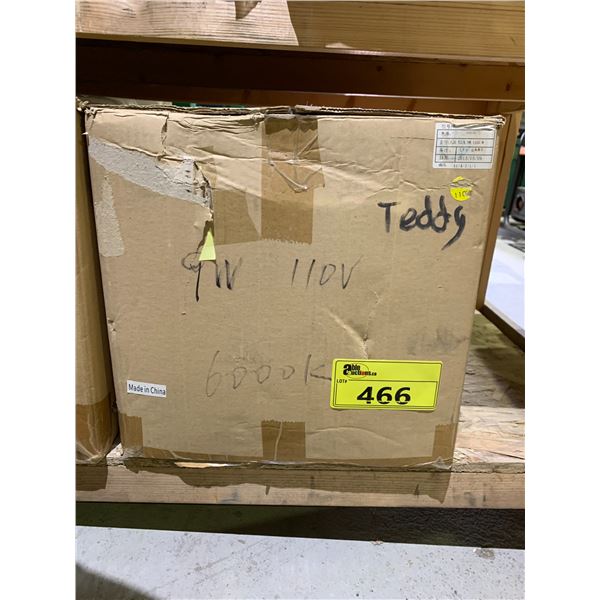 Teddy
9W 110V
6000K
Made in China
able
auctions.ca
LOT#
466